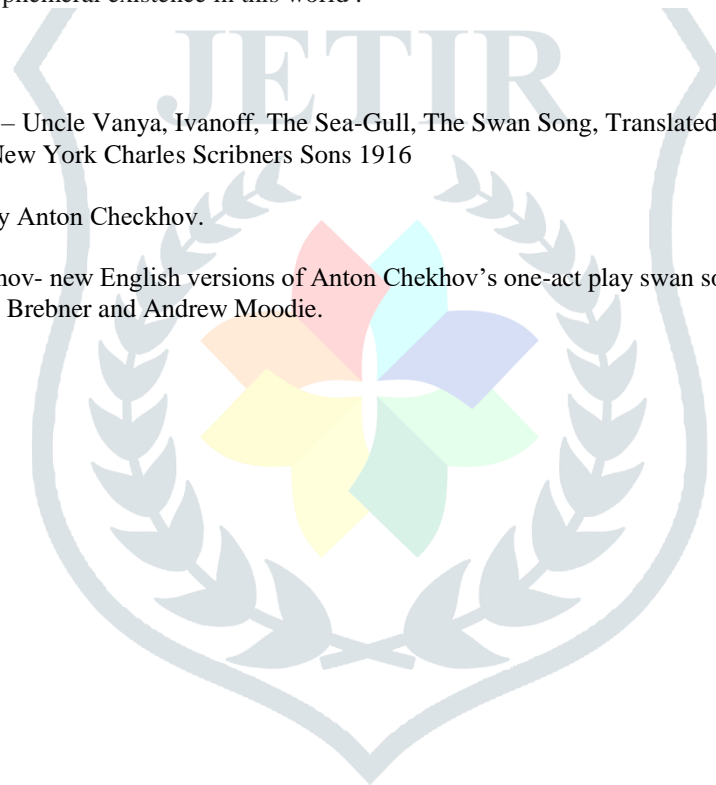 ephemeral existence in this world'.
JETIR
– Uncle Vanya, Ivanoff, The Sea-Gull, The Swan Song, Translated
New York Charles Scribners Sons 1916
y Anton Checkhov.
hov- new English versions of Anton Chekhov's one-act play swan so
Brebner and Andrew Moodie.